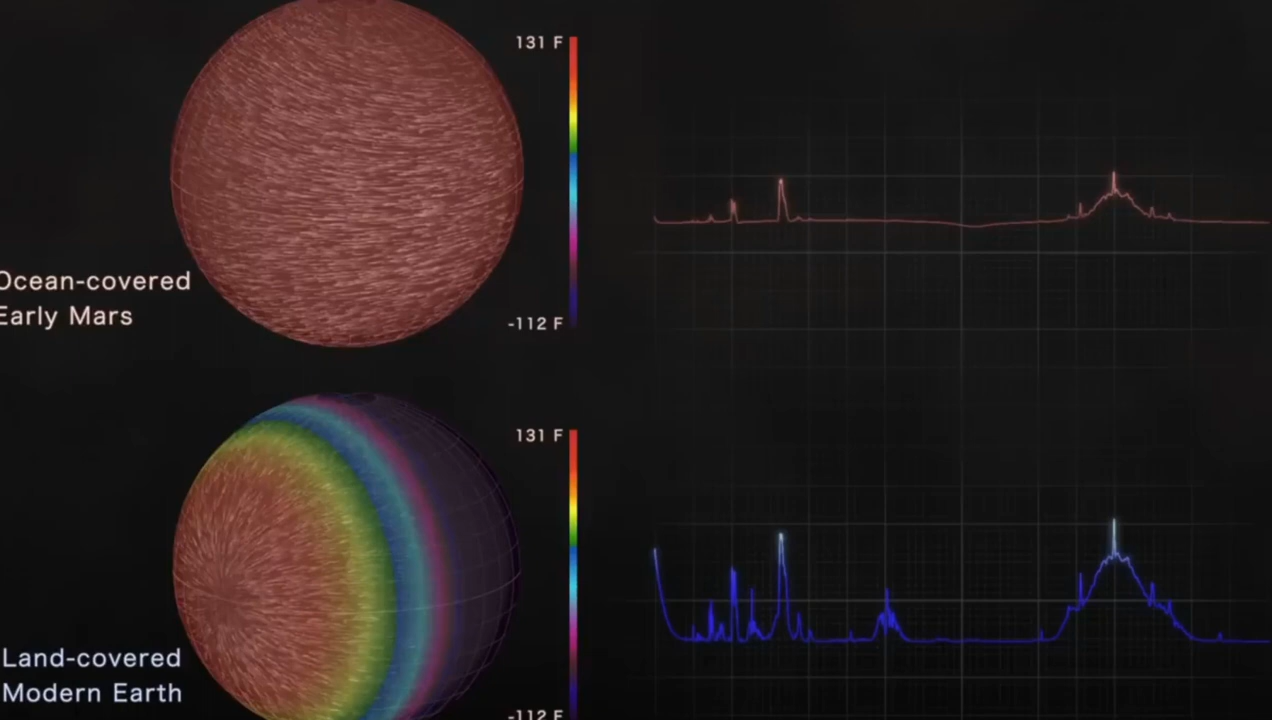 131 F
Ocean-covered
Early Mars
-112 F
131 F
Land-covered
Modern Earth
-112 F